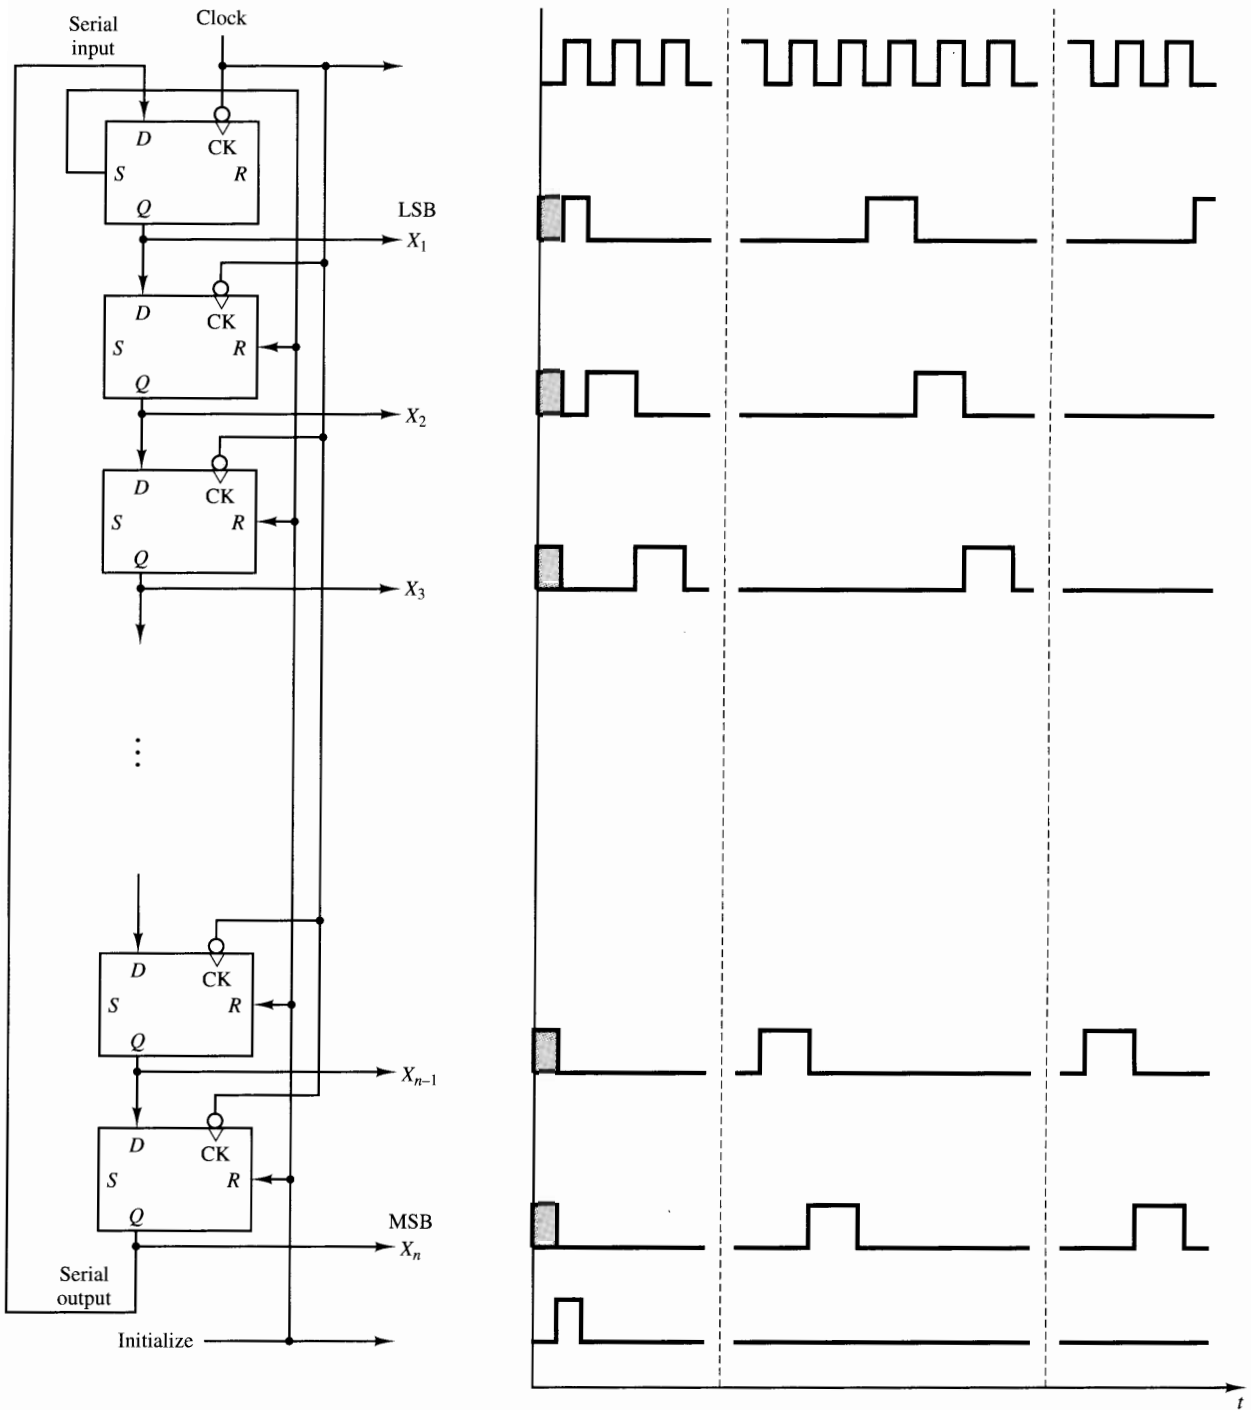 Serial
input
Clock
D
CK
S
R
Q
LSB
X1
D
CK
S
R
Q
X2
D
CK
S
R
Q
X3
⋮
D
CK
S
R
Q
Xn–1
D
CK
S
R
Q
MSB
Xn
Serial
output
Initialize
t